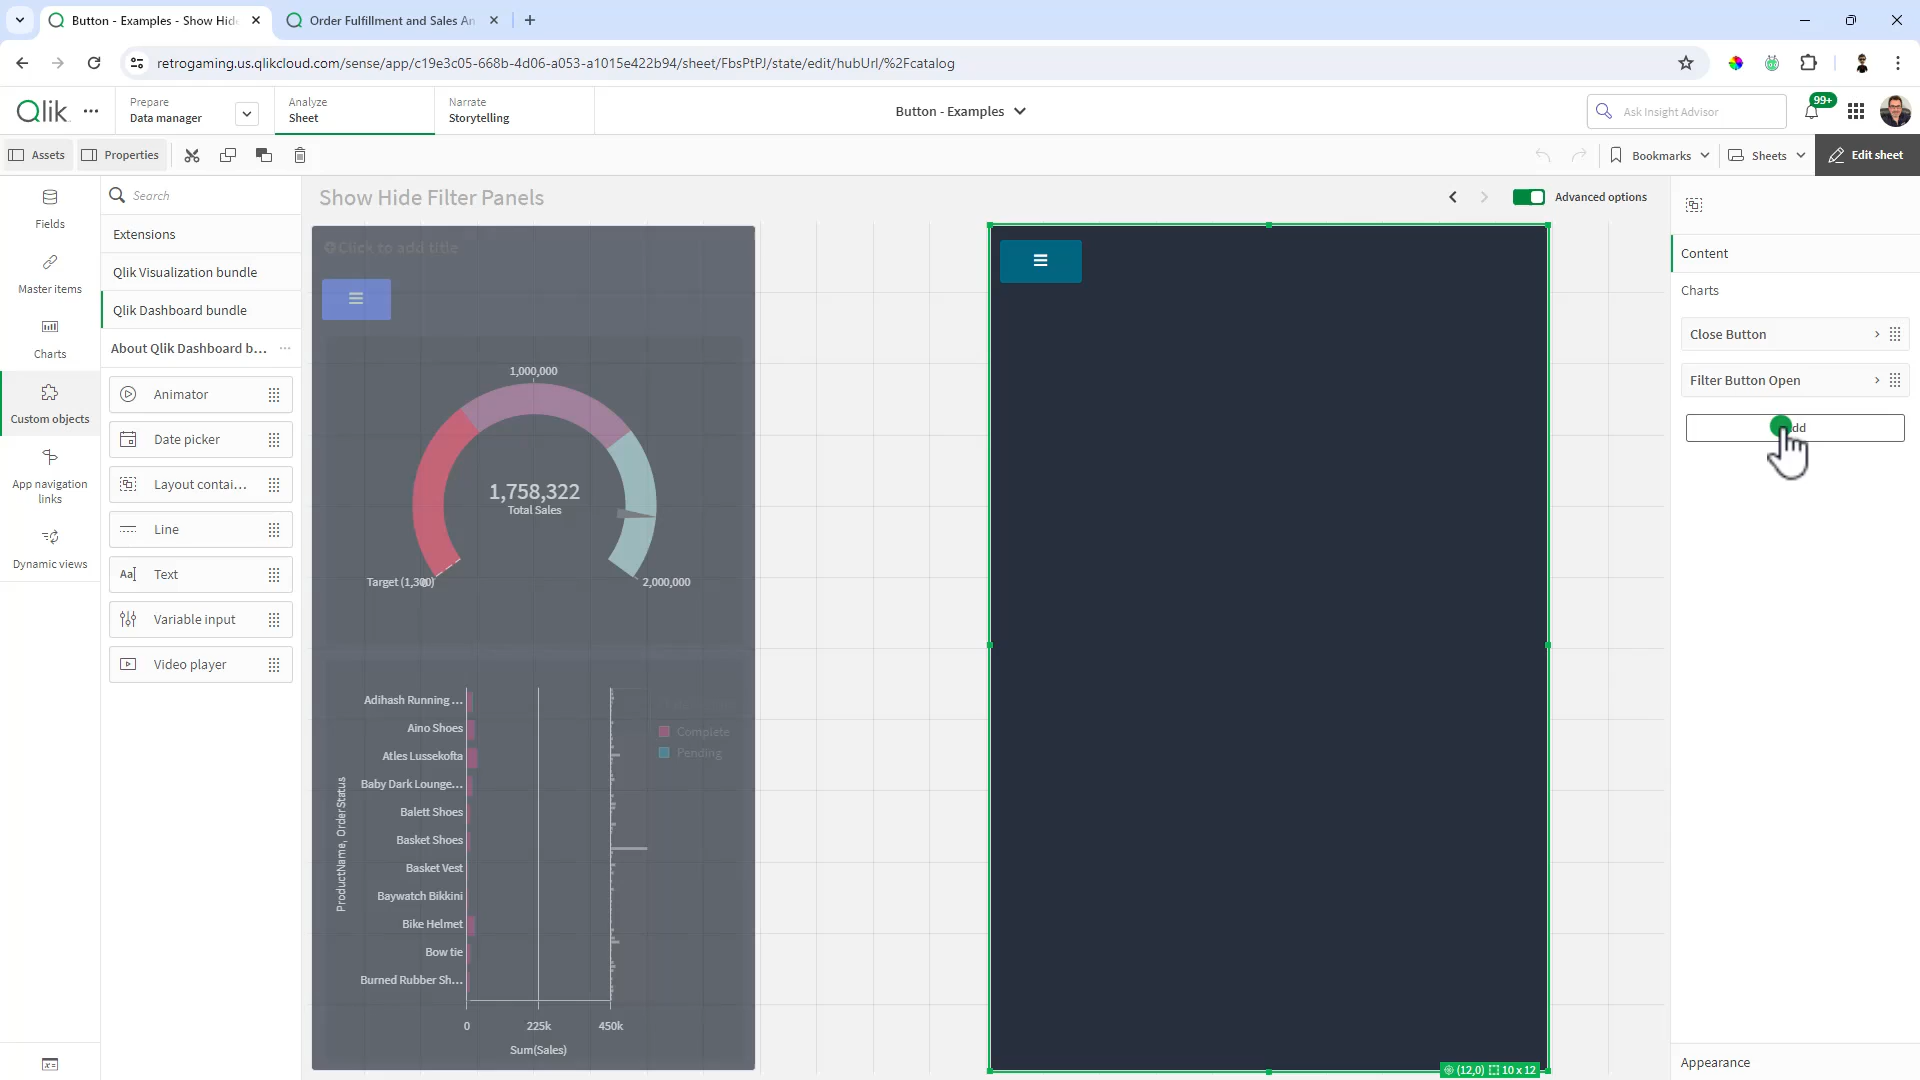 Button - Examples - Show Hid
Order Fulfillment and Sales An
retrogaming.us.qlikcloud.com/sense/app/c19e3c05-668b-4d06-a053-a1015e422b94/sheet/FbsPtPJ/state/edit/hubUrl/%2Fcatalog
Qlik
Prepare
Data manager
Analyze
Sheet
Narrate
Storytelling
Button - Examples
Ask Insight Advisor
99+
Assets
Properties
Bookmarks
Sheets
Edit sheet
Fields
Master items
Charts
Custom objects
App navigation
links
Dynamic views
Search
Extensions
Qlik Visualization bundle
Qlik Dashboard bundle
About Qlik Dashboard b...
Animator
Date picker
Layout contai...
Line
Text
Variable input
Video player
Show Hide Filter Panels
Advanced options
Click to add title
1,000,000
1,758,322
Total Sales
2,000,000
Adihash Running ...
Aino Shoes
Atles Lussekofta
Baby Dark Lounge...
Balett Shoes
Basket Shoes
Basket Vest
Baywatch Bikkini
Bike Helmet
Bow tie
Burned Rubber Sh...
ProductName, OrderStatus
Complete
Pending
0
225k
450k
Sum(Sales)
(12,0) 10 x 12
Content
Charts
Close Button
Filter Button Open
Appearance